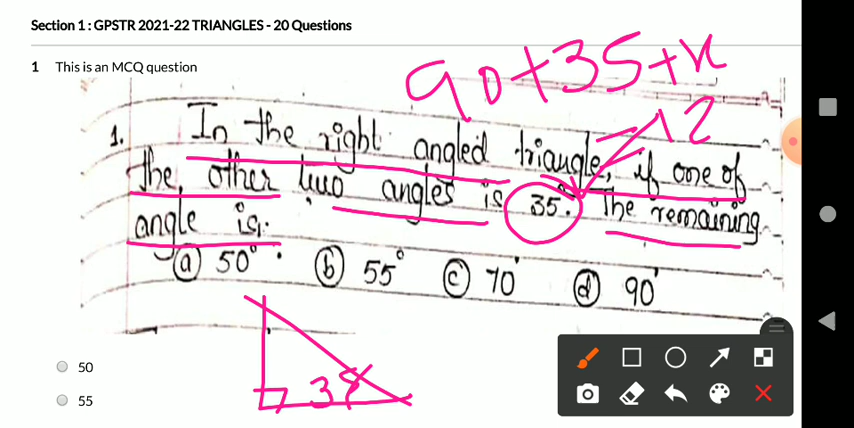 Section 1 : GPSTR 2021-22 TRIANGLES - 20 Questions
1 This is an MCQ question
90+35+x
1. In the right angled triangle, if one of
the, other two angles is 35°. The remaining
angle is.
(a) 50° (b) 55° (c) 70° (d) 90°
35
50
55